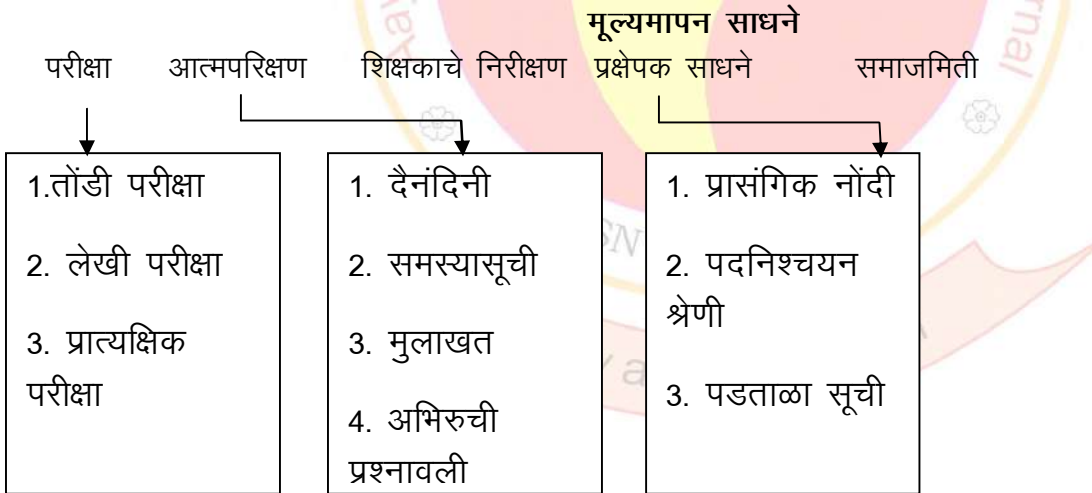 मूल्यमापन साधने
परीक्षा आत्मपरिक्षण शिक्षकाचे निरीक्षण प्रक्षेपक साधने समाजमिती
1.तोंडी परीक्षा
2. लेखी परीक्षा
3. प्रात्यक्षिक
परीक्षा
1. दैनंदिनी
2. समस्यासूची
3. मुलाखत
4. अभिरुची
प्रश्नावली
1. प्रासंगिक नोंदी
2. पदनिश्चयन
श्रेणी
3. पडताळा सूची